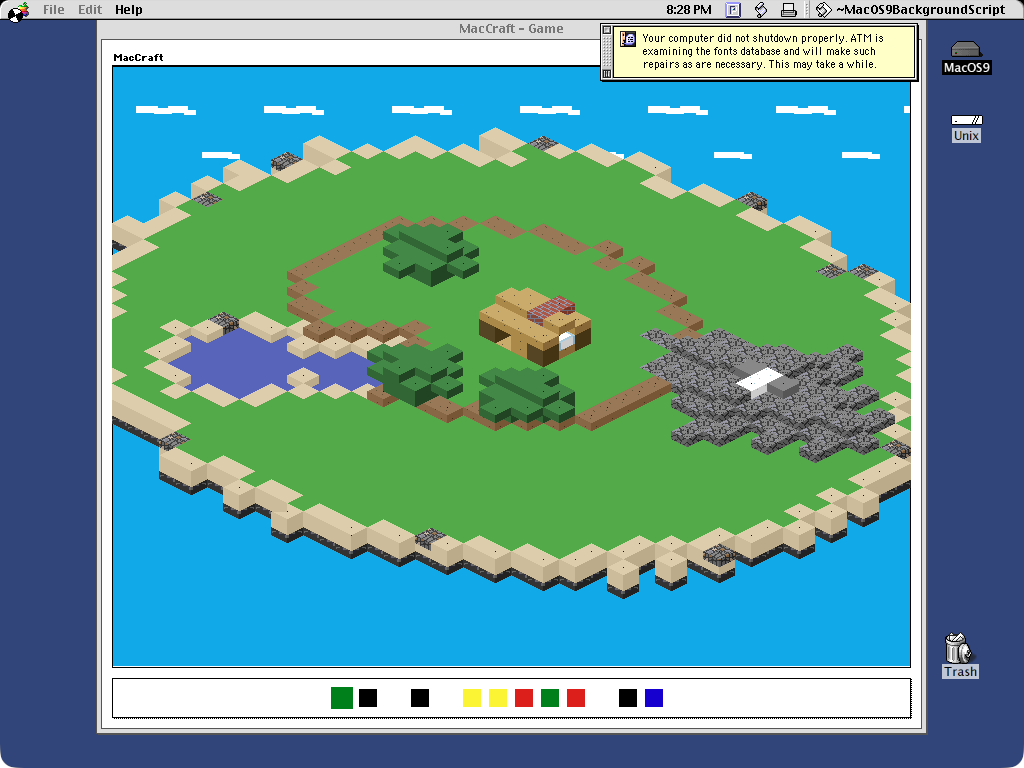 File Edit Help
8:28 PM
~MacOS9BackgroundScript
MacCraft - Game
Your computer did not shutdown properly. ATM is
examining the fonts database and will make such
repairs as are necessary. This may take a while.
MacOS9
MacCraft
Unix
Trash